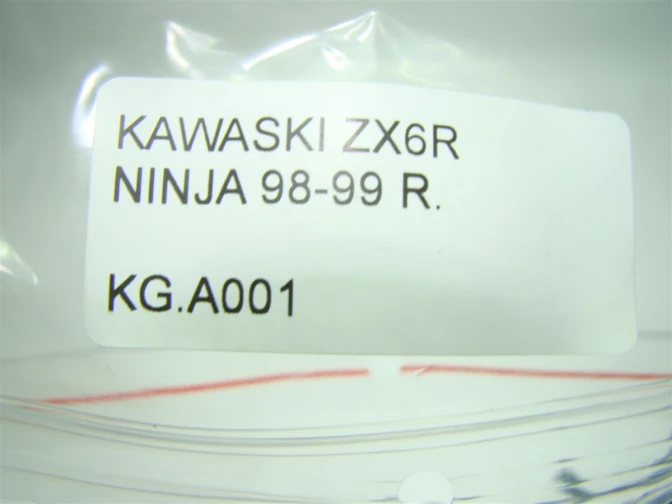 KAWASKI ZX6R
NINJA 98-99 R.
KG.A001